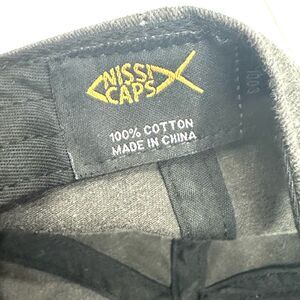 NISSI
CAPS
100% COTTON
MADE IN CHINA